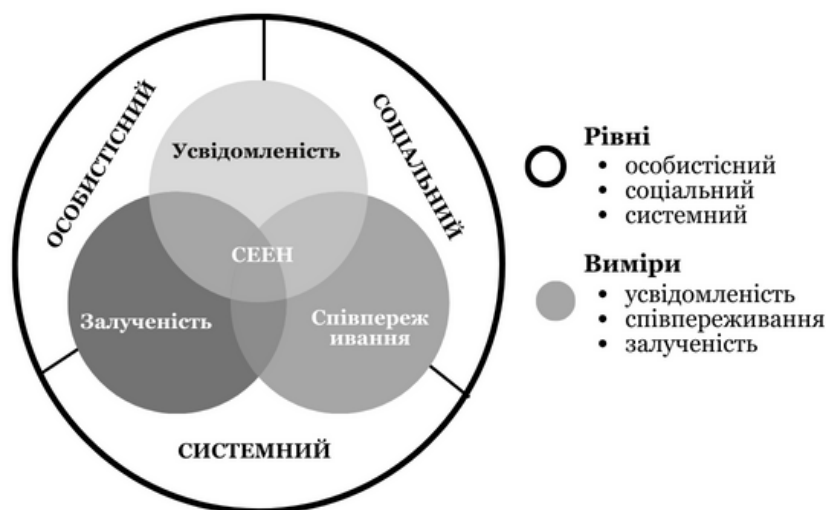 ОСОБИСТІСНИЙ
СОЦІАЛЬНИЙ
Усвідомленість
СЕЕН
Залученість
Співпереж
ивання
СИСТЕМНИЙ
Рівні
• особистісний
• соціальний
• системний
Виміри
• усвідомленість
• співпереживання
• залученість